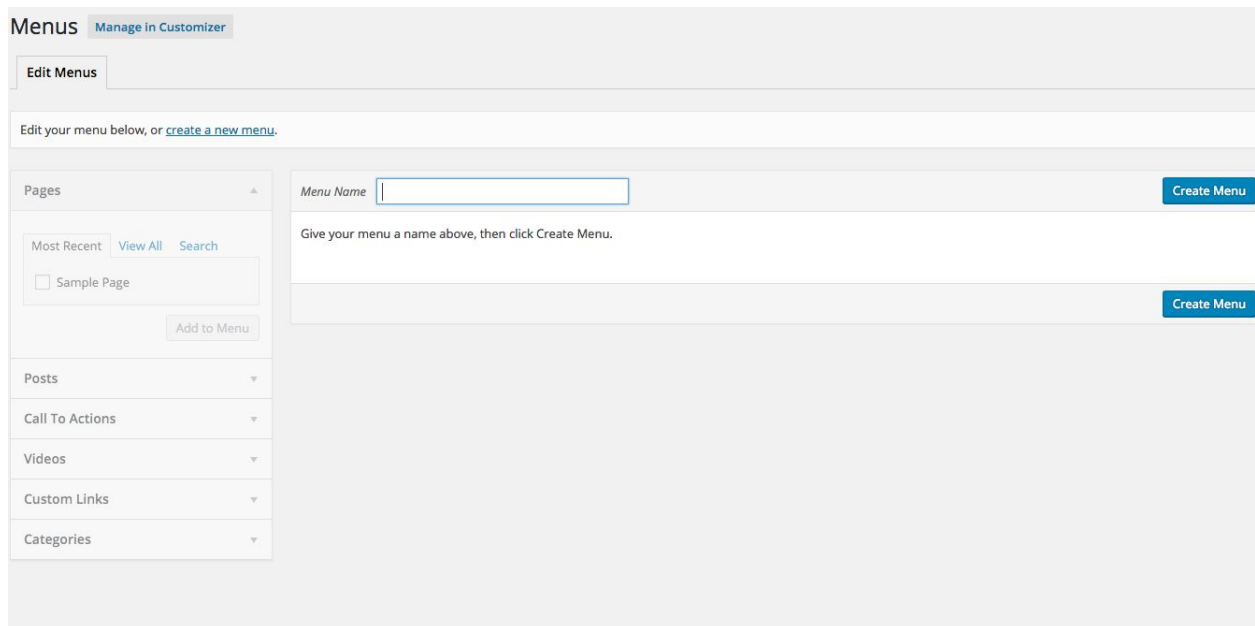 Menus Manage in Customizer
Edit Menus
Edit your menu below, or create a new menu.
Pages
Most Recent View All Search
Sample Page
Add to Menu
Posts
Call To Actions
Videos
Custom Links
Categories
Menu Name Create Menu
Give your menu a name above, then click Create Menu.
Create Menu